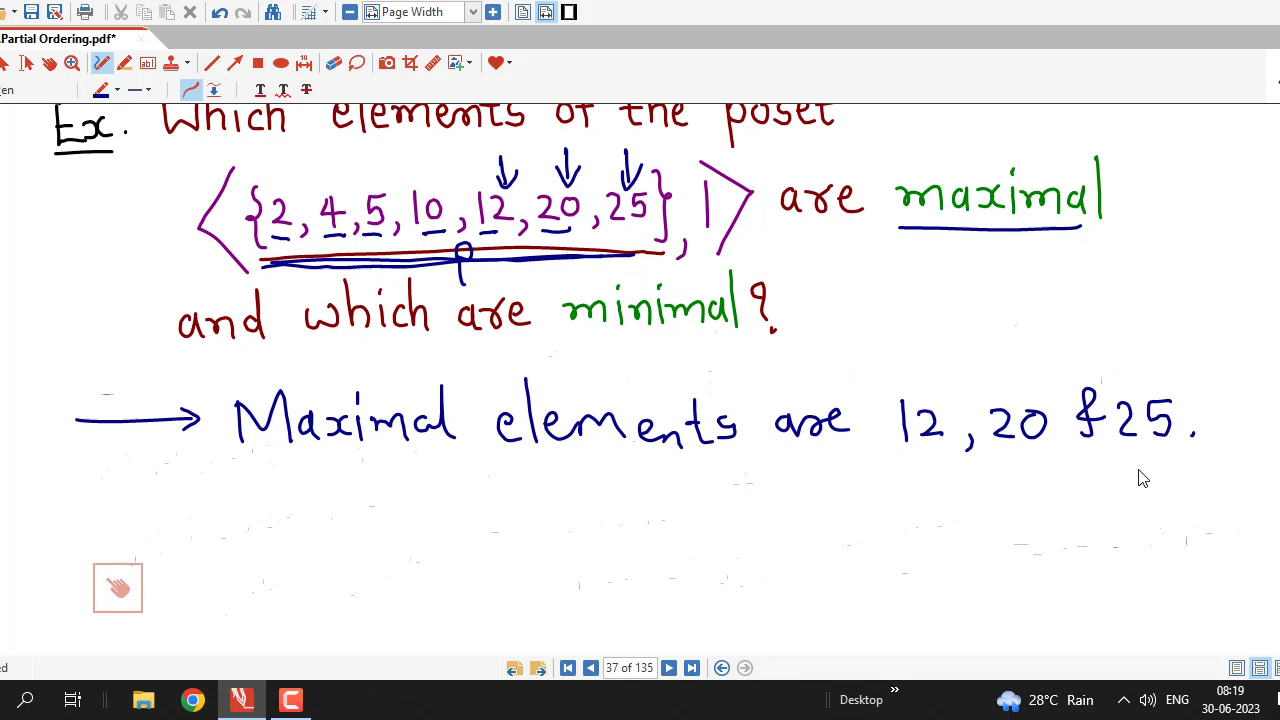 Page Width
.Partial Ordering.pdf*
en
Ex. Which elements of the poset
<{2, 4, 5, 10, 12, 20, 25}, |> are maximal
and which are minimal?
→ Maximal elements are 12, 20 & 25.
ed
37 of 135
Desktop
28°C Rain
ENG
08:19
30-06-2023